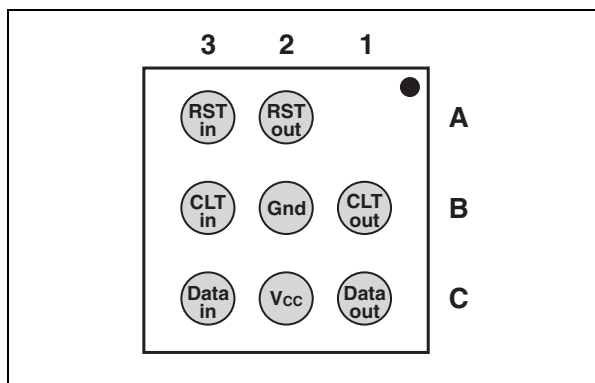 3 2 1
RST in RST out A
CLT in Gnd CLT out B
Data in Vcc Data out C